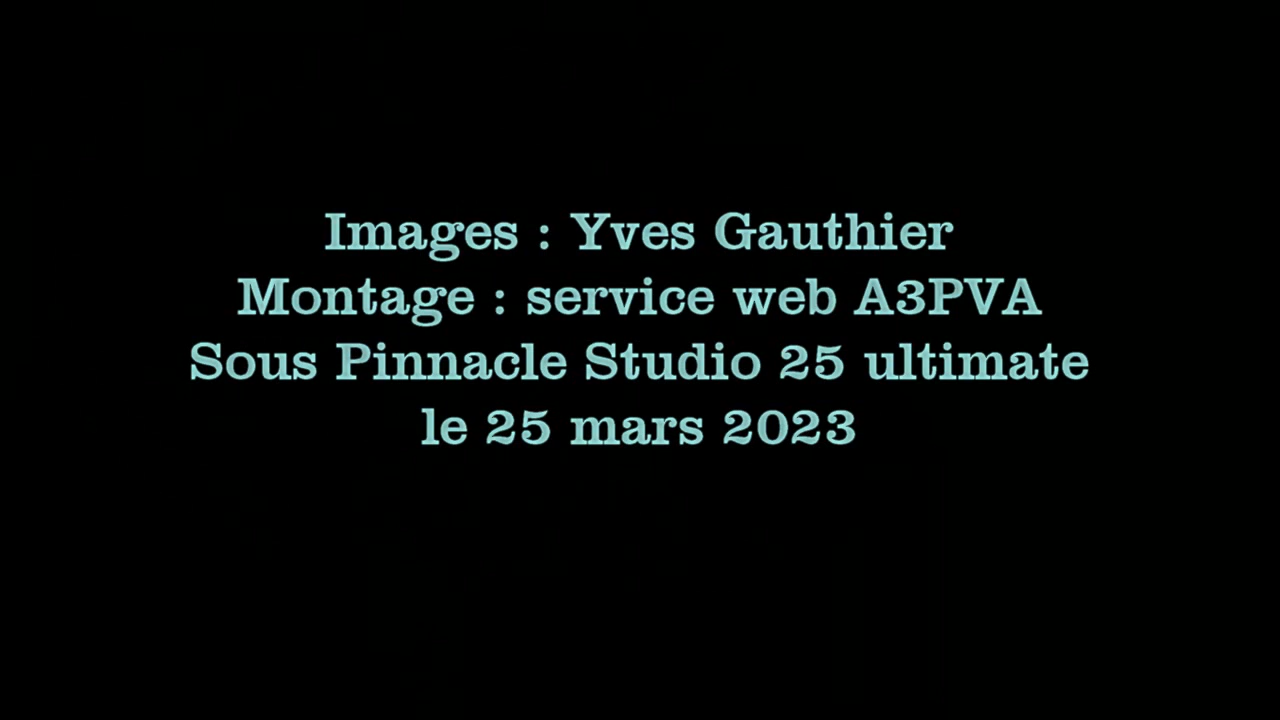 Images : Yves Gauthier
Montage : service web A3PVA
Sous Pinnacle Studio 25 ultimate
le 25 mars 2023